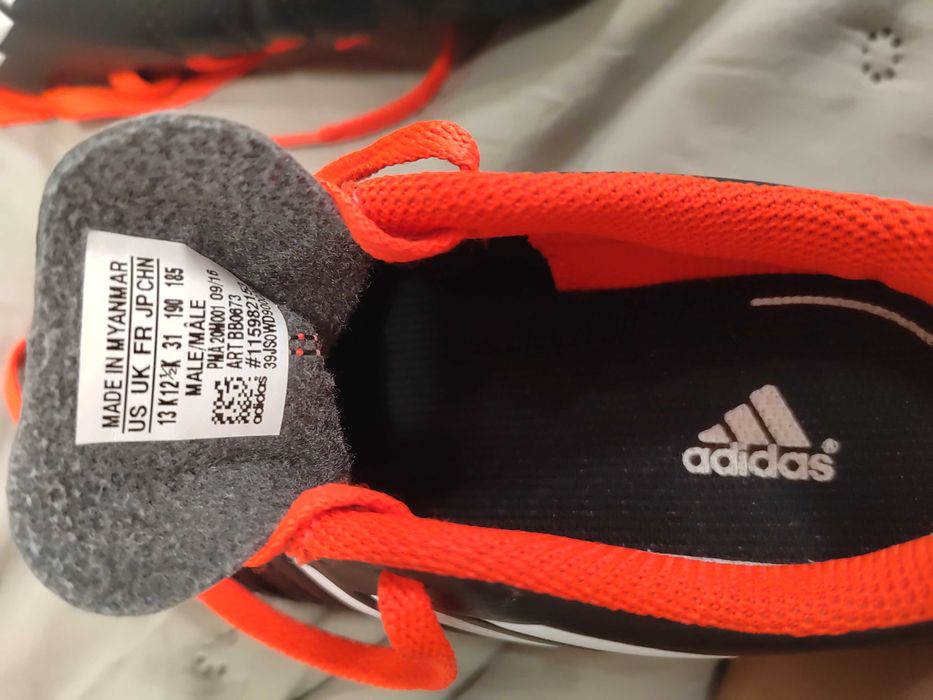 MADE IN MYANMAR
US UK FR JP CHN
13 K 12½K 31 190 185
MALE/MÂLE
PMA 20M001 09/16
ART BB0673
adidas
adidas®